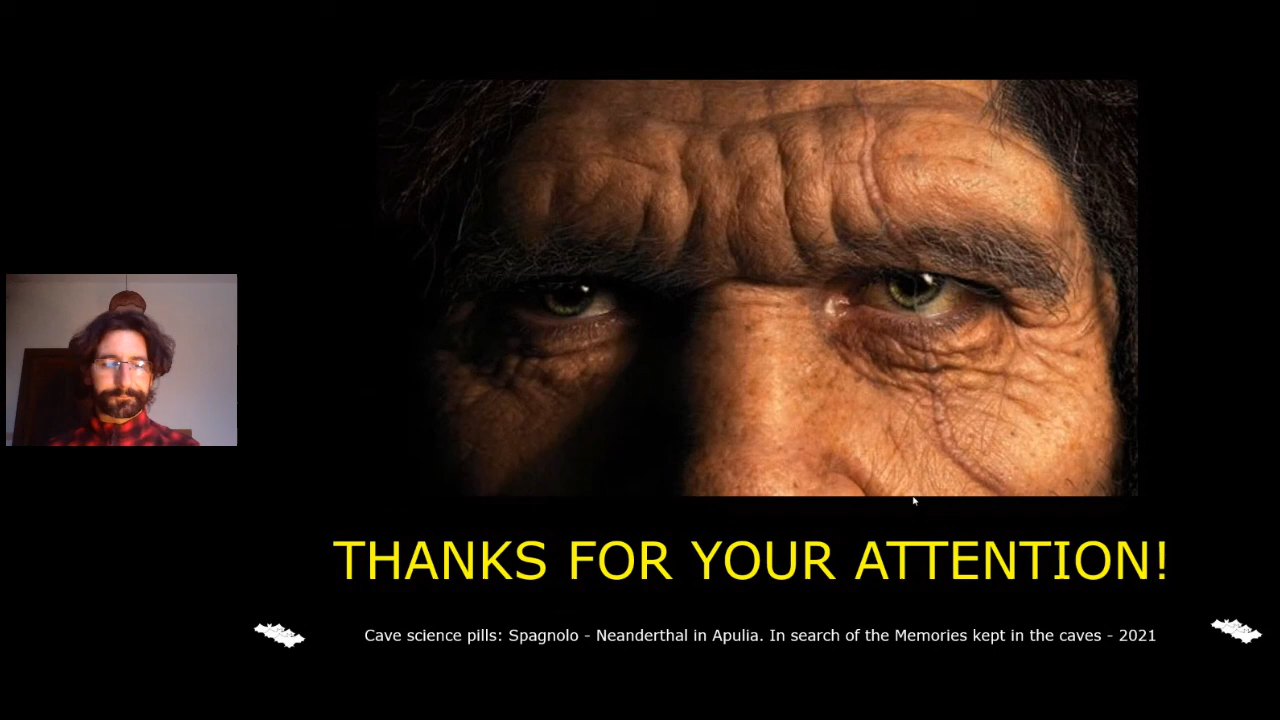 THANKS FOR YOUR ATTENTION!
Cave science pills: Spagnolo - Neanderthal in Apulia. In search of the Memories kept in the caves - 2021